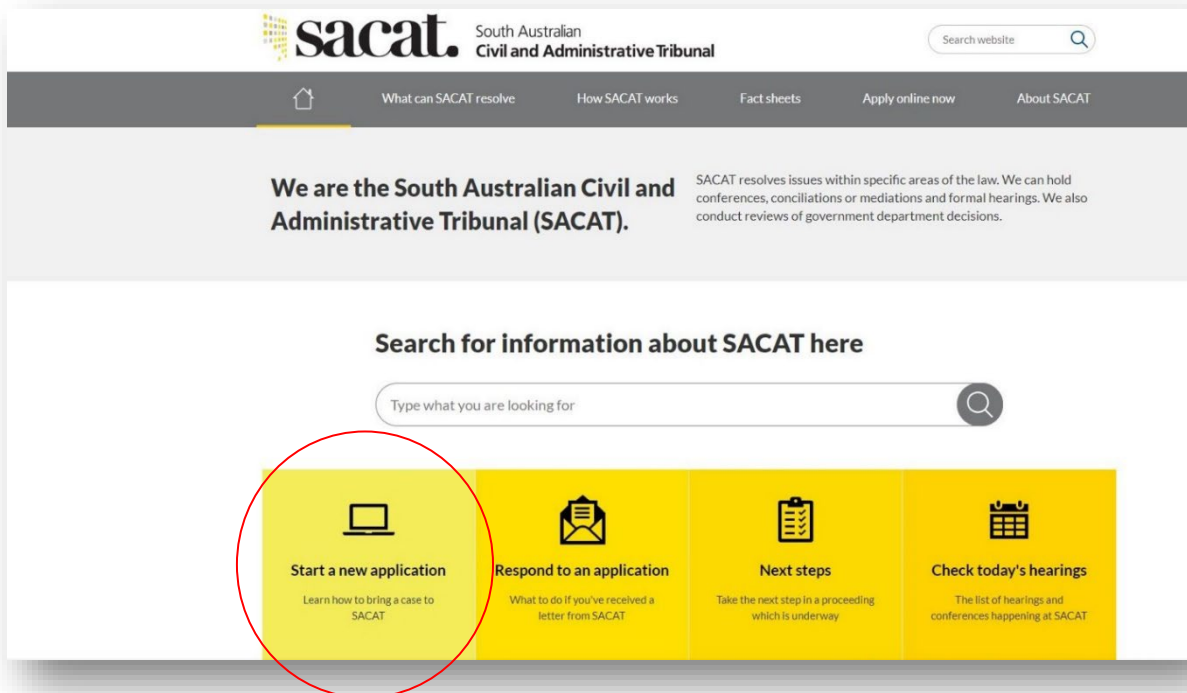 sacat.
South Australian
Civil and Administrative Tribunal
Search website
What can SACAT resolve
How SACAT works
Fact sheets
Apply online now
About SACAT
We are the South Australian Civil and
Administrative Tribunal (SACAT).
SACAT resolves issues within specific areas of the law. We can hold
conferences, conciliations or mediations and formal hearings. We also
conduct reviews of government department decisions.
Search for information about SACAT here
Type what you are looking for
Start a new application
Learn how to bring a case to
SACAT
Respond to an application
What to do if you've received a
letter from SACAT
Next steps
Take the next step in a proceeding
which is underway
Check today's hearings
The list of hearings and
conferences happening at SACAT